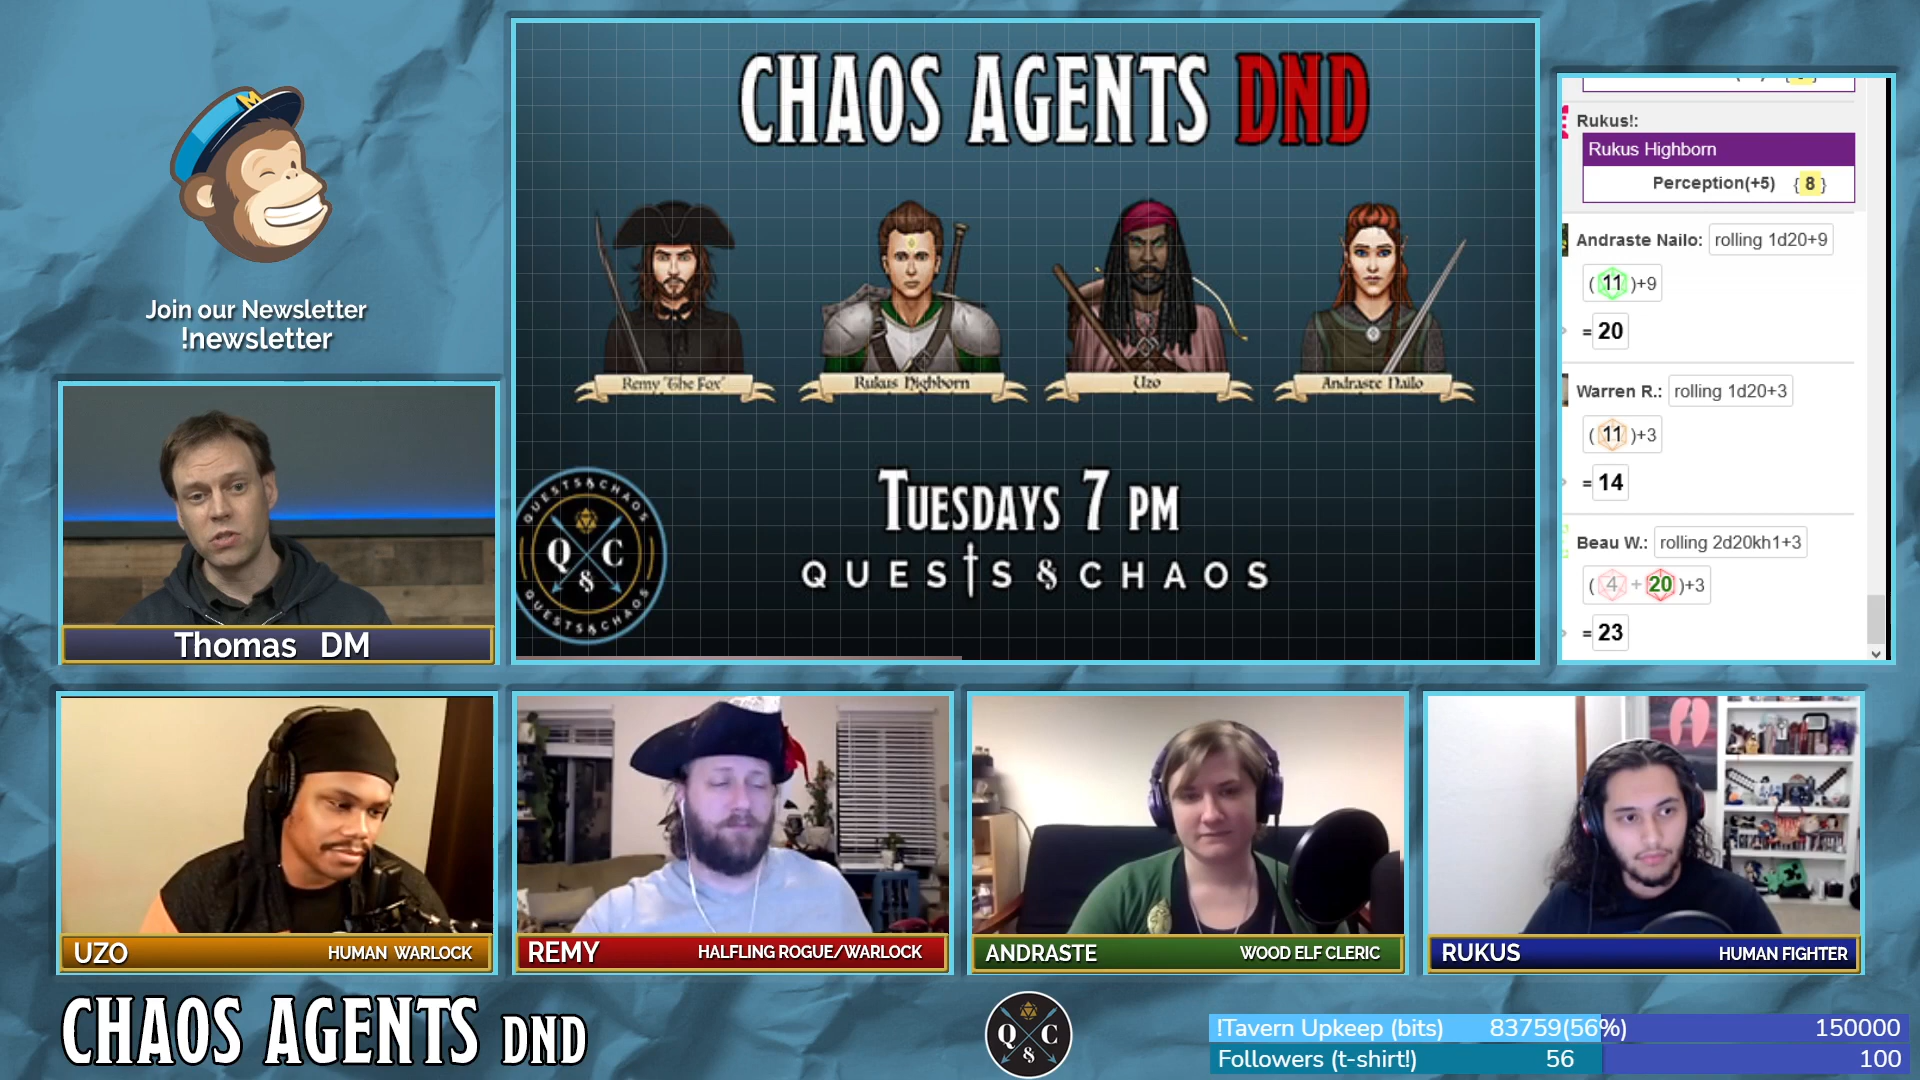 M
Join our Newsletter
!newsletter
Thomas DM
CHAOS AGENTS DND
Remy "The Fox"
Rukus Highborn
Uzo
Andraste Nailo
TUESDAYS 7 PM
QUESTS & CHAOS
QUESTS & CHAOS
Q & C
QUESTS & CHAOS
Rukus!:
Rukus Highborn
Perception(+5) {8}
Andraste Nailo: rolling 1d20+9
(11)+9
=20
Warren R.: rolling 1d20+3
(11)+3
=14
Beau W.: rolling 2d20kh1+3
(4+20)+3
=23
UZO HUMAN WARLOCK
REMY HALFLING ROGUE/WARLOCK
ANDRASTE WOOD ELF CLERIC
RUKUS HUMAN FIGHTER
CHAOS AGENTS DND
Q & C
!Tavern Upkeep (bits) 83759(56%) 150000
Followers (t-shirt!) 56 100